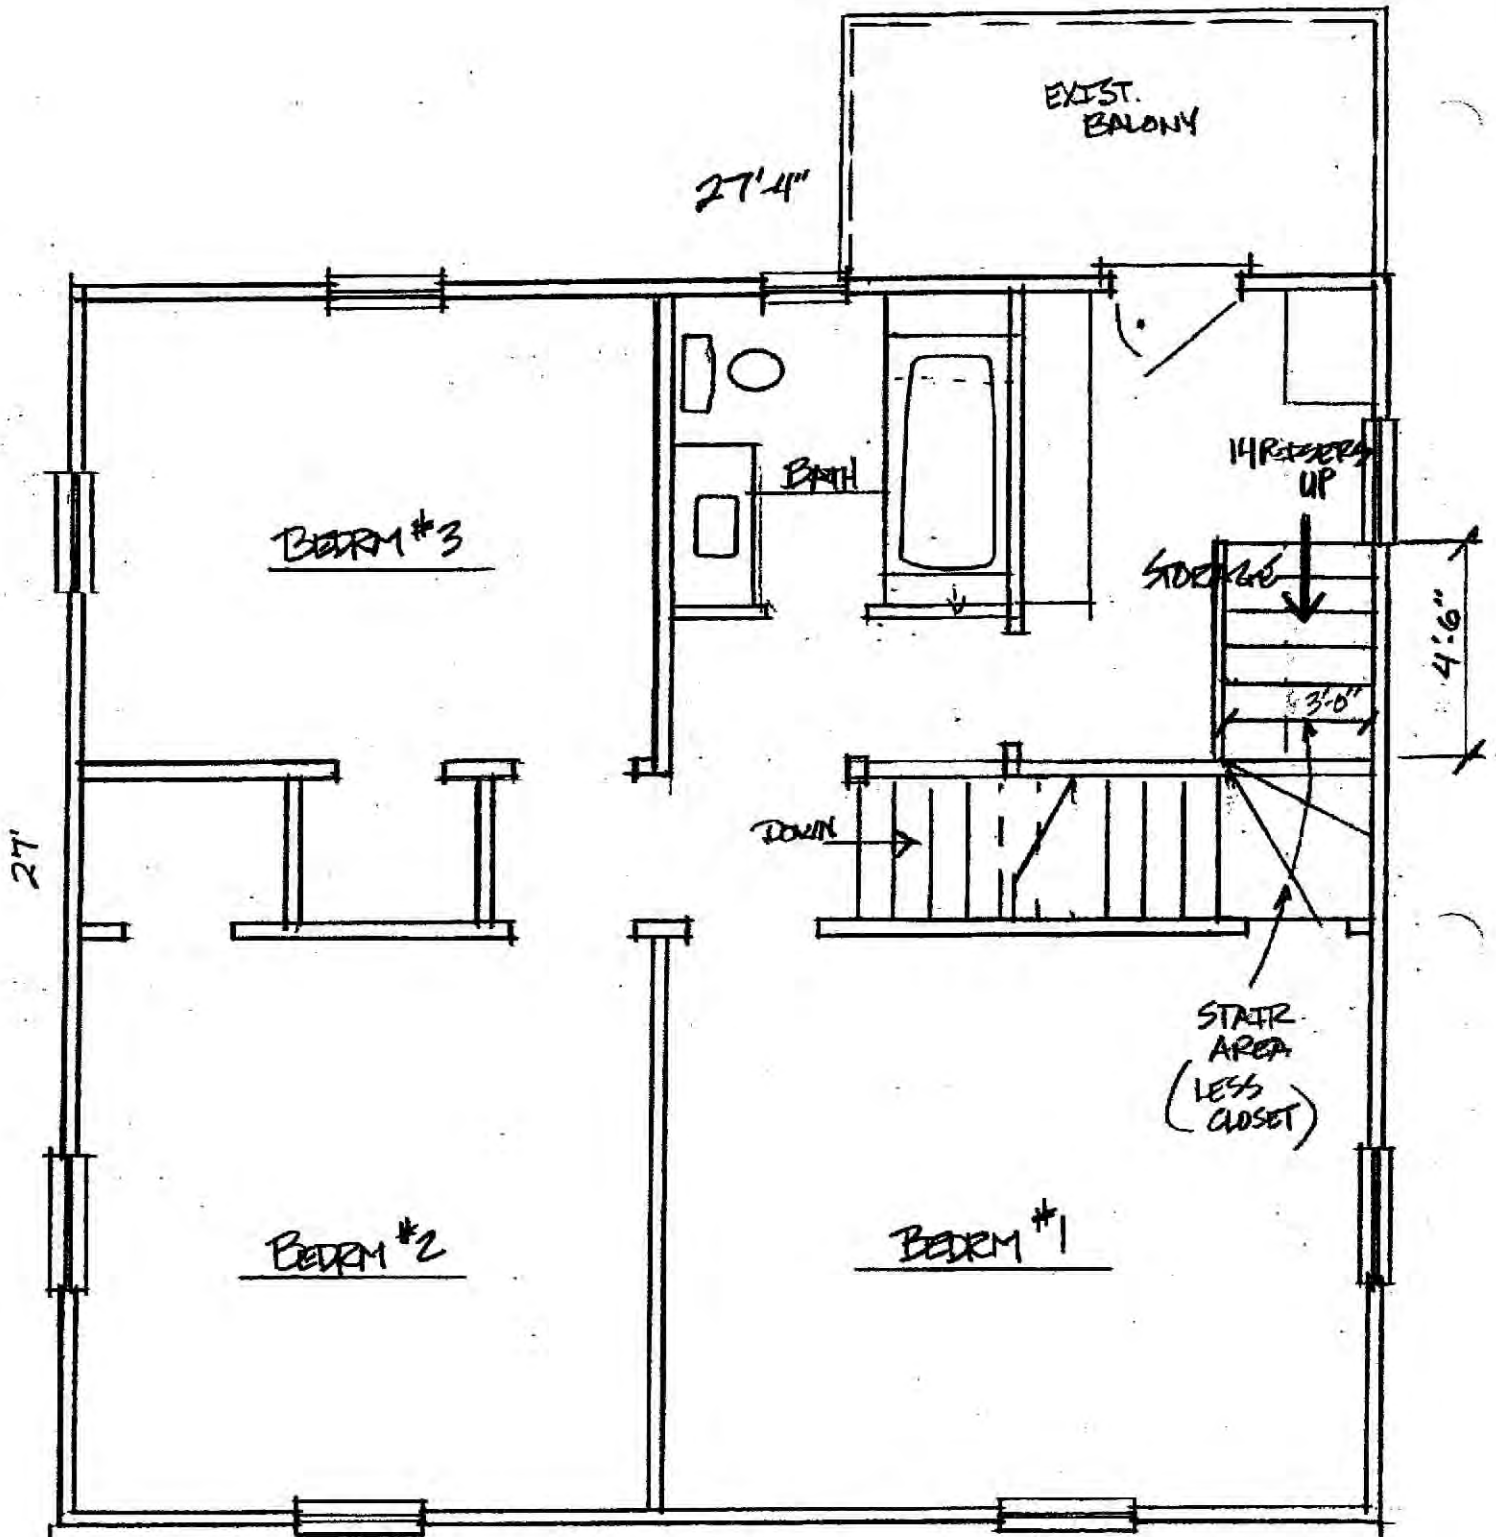 EXIST.
BALONY
27'-4"
14 RISERS
UP
BATH
BEDRM #3
STORAGE
4'-6"
3'-0"
27'
DOWN
STAIR
AREA
(LESS
CLOSET)
BEDRM #2
BEDRM #1